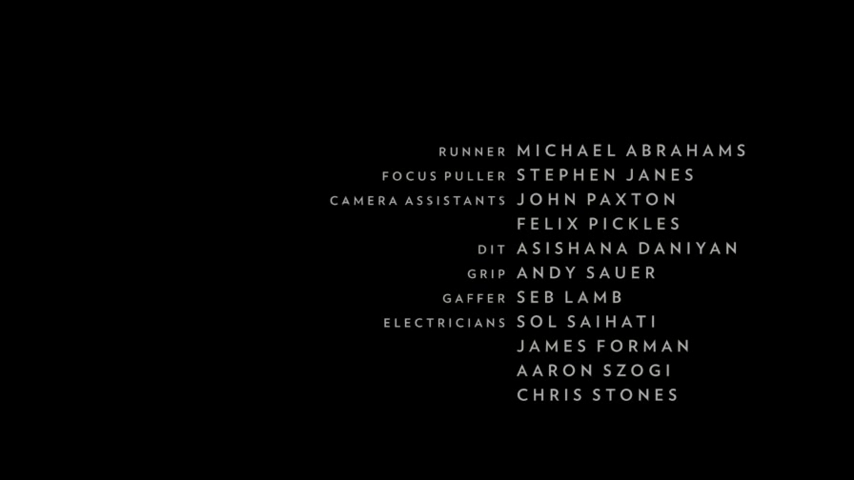 RUNNER MICHAEL ABRAHAMS
FOCUS PULLER STEPHEN JANES
CAMERA ASSISTANTS JOHN PAXTON
FELIX PICKLES
DIT ASISHANA DANIYAN
GRIP ANDY SAUER
GAFFER SEB LAMB
ELECTRICIANS SOL SAIHATI
JAMES FORMAN
AARON SZOGI
CHRIS STONES